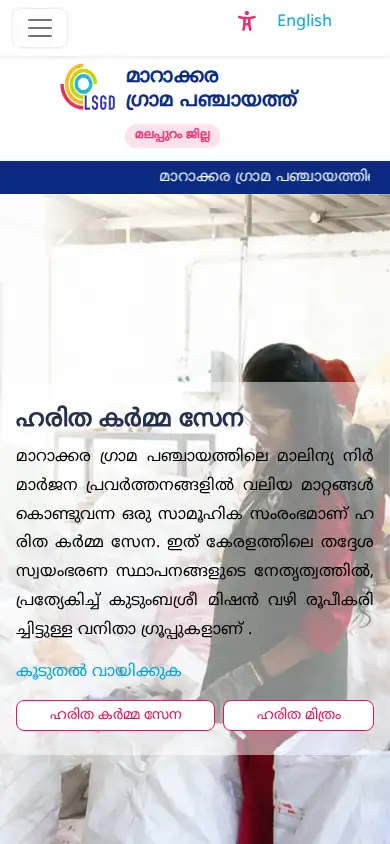 English
LSGD
മാറാക്കര
ഗ്രാമ പഞ്ചായത്ത്
മലപ്പുറം ജില്ല
മാറാക്കര ഗ്രാമ
ഹരിത കർമ്മ സേന
മാറാക്കര ഗ്രാമ പഞ്ചായത്തിലെ മാലിന്യ നിർ
മാർജന പ്രവർത്തനങ്ങളിൽ വലിയ മാറ്റങ്ങൾ
കൊണ്ടുവന്ന ഒരു സാമൂഹിക സംരംഭമാണ് ഹ
രിത കർമ്മ സേന. ഇത് കേരളത്തിലെ തദ്ദേശ
സ്വയംഭരണ സ്ഥാപനങ്ങളുടെ നേതൃത്വത്തിൽ,
പ്രത്യേകിച്ച് കുടുംബശ്രീ മിഷൻ വഴി രൂപീകരി
ച്ചിട്ടുള്ള വനിതാ ഗ്രൂപ്പുകളാണ് .
കൂടുതൽ വായിക്കുക
ഹരിത കർമ്മ സേന
ഹരിത മിത്രം